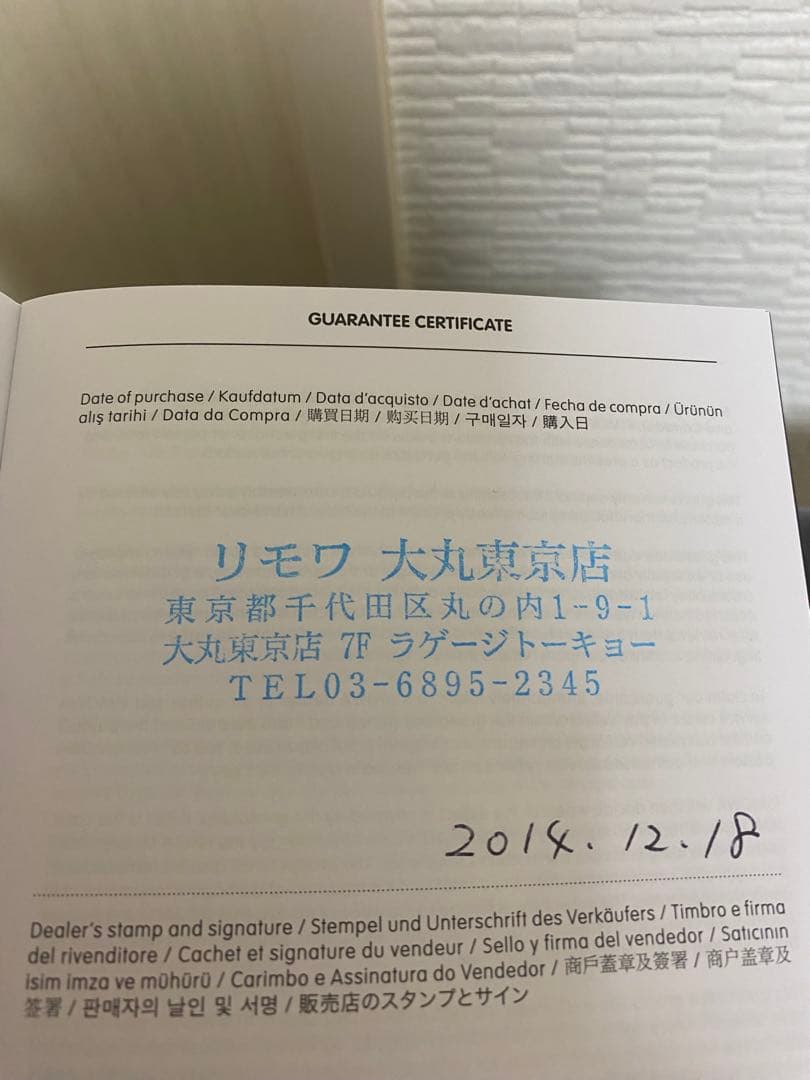 GUARANTEE CERTIFICATE
Date of purchase / Kaufdatum / Data d'acquisto / Date d'achat / Fecha de compra / Ürünün
alış tarihi / Data da Compra / 購買日期 / 购买日期 / 구매일자 / 購入日
リモワ 大丸東京店
東京都千代田区丸の内1-9-1
大丸東京店 7F ラゲージトーキョー
TEL03-6895-2345
2014.12.18
Dealer's stamp and signature / Stempel und Unterschrift des Verkäufers / Timbro e firma
del rivenditore / Cachet et signature du vendeur / Sello y firma del vendedor / Satıcının
isim imza ve mühürü / Carimbo e Assinatura do Vendedor / 商戶蓋章及簽署 / 商户盖章及
签署 / 판매자의 날인 및 서명 / 販売店のスタンプとサイン